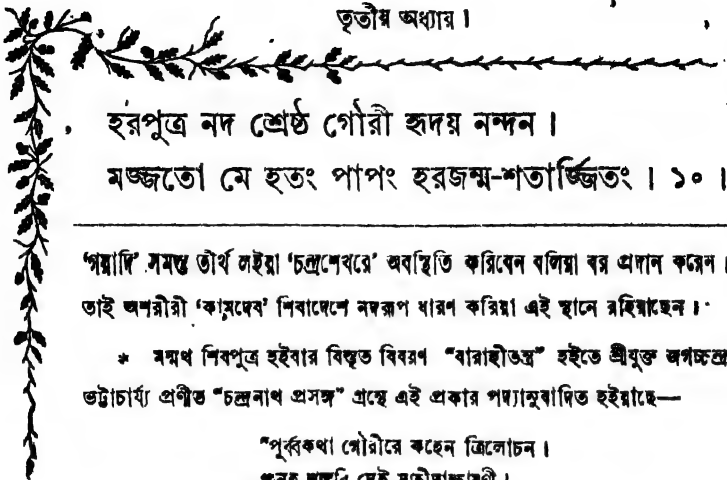 তৃতীয় অধ্যায়।
হরপুত্র নদ শ্রেষ্ঠ গৌরী হৃদয় নন্দন।
মজ্জতো মে হতং পাপং হরজন্ম-শতার্জ্জিতং। ১০।
‘গয়াদি’ সমস্ত তীর্থ লইয়া ‘চন্দ্রশেখরে’ অবস্থিতি করিবেন বলিয়া বর প্রদান করেন।
তাই অশরীরী ‘কামদেব’ শিবাদেশে নদরূপ ধারণ করিয়া এই স্থানে রহিয়াছেন।
* মন্মথ শিবপুত্র হইবার বিস্তৃত বিবরণ “বারাহীতন্ত্র” হইতে শ্রীযুক্ত জগচ্চন্দ্র
ভট্টাচার্য্য প্রণীত “চন্দ্রনাথ প্রসঙ্গ” গ্রন্থে এই প্রকার পদ্যানুবাদিত হইয়াছে—
“পূর্ব্বকথা গৌরীরে কহেন ত্রিলোচন।